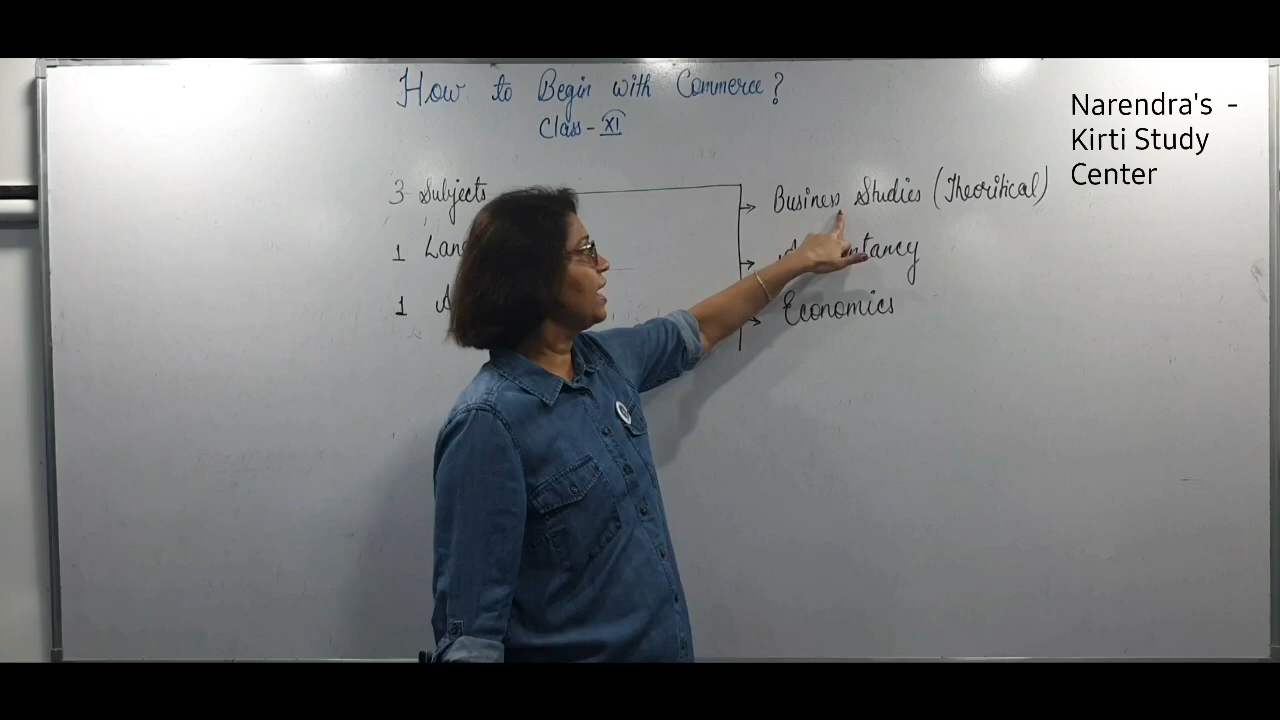 How to Begin with Commerce?
Class - XI
Narendra's -
Kirti Study
Center
3 Subjects
Business Studies (Theoritical)
1
1
Economics